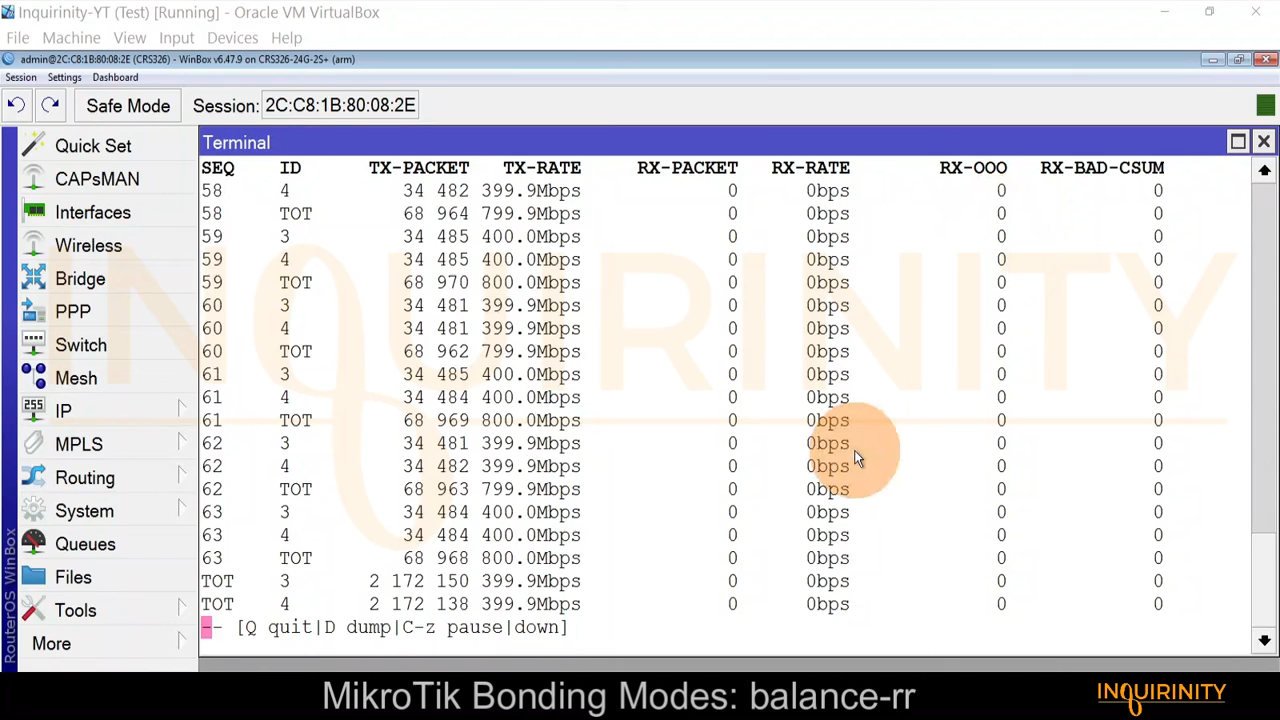 Inquirinity-YT (Test) [Running] - Oracle VM VirtualBox
File Machine View Input Devices Help
admin@2C:C8:1B:80:08:2E (CRS326) - WinBox v6.47.9 on CRS326-24G-2S+ (arm)
Session Settings Dashboard
Safe Mode Session: 2C:C8:1B:80:08:2E
Quick Set
CAPsMAN
Interfaces
Wireless
Bridge
PPP
Switch
Mesh
IP
MPLS
Routing
System
Queues
Files
Tools
More
RouterOS WinBox
Terminal
SEQ ID TX-PACKET TX-RATE RX-PACKET RX-RATE RX-OOO RX-BAD-CSUM
58 4 34 482 399.9Mbps 0 0bps 0 0
58 TOT 68 964 799.9Mbps 0 0bps 0 0
59 3 34 485 400.0Mbps 0 0bps 0 0
59 4 34 485 400.0Mbps 0 0bps 0 0
59 TOT 68 970 800.0Mbps 0 0bps 0 0
60 3 34 481 399.9Mbps 0 0bps 0 0
60 4 34 481 399.9Mbps 0 0bps 0 0
60 TOT 68 962 799.9Mbps 0 0bps 0 0
61 3 34 485 400.0Mbps 0 0bps 0 0
61 4 34 484 400.0Mbps 0 0bps 0 0
61 TOT 68 969 800.0Mbps 0 0bps 0 0
62 3 34 481 399.9Mbps 0 0bps 0 0
62 4 34 482 399.9Mbps 0 0bps 0 0
62 TOT 68 963 799.9Mbps 0 0bps 0 0
63 3 34 484 400.0Mbps 0 0bps 0 0
63 4 34 484 400.0Mbps 0 0bps 0 0
63 TOT 68 968 800.0Mbps 0 0bps 0 0
TOT 3 2 172 150 399.9Mbps 0 0bps 0 0
TOT 4 2 172 138 399.9Mbps 0 0bps 0 0
-- [Q quit|D dump|C-z pause|down]
INQUIRINITY
MikroTik Bonding Modes: balance-rr
INQUIRINITY